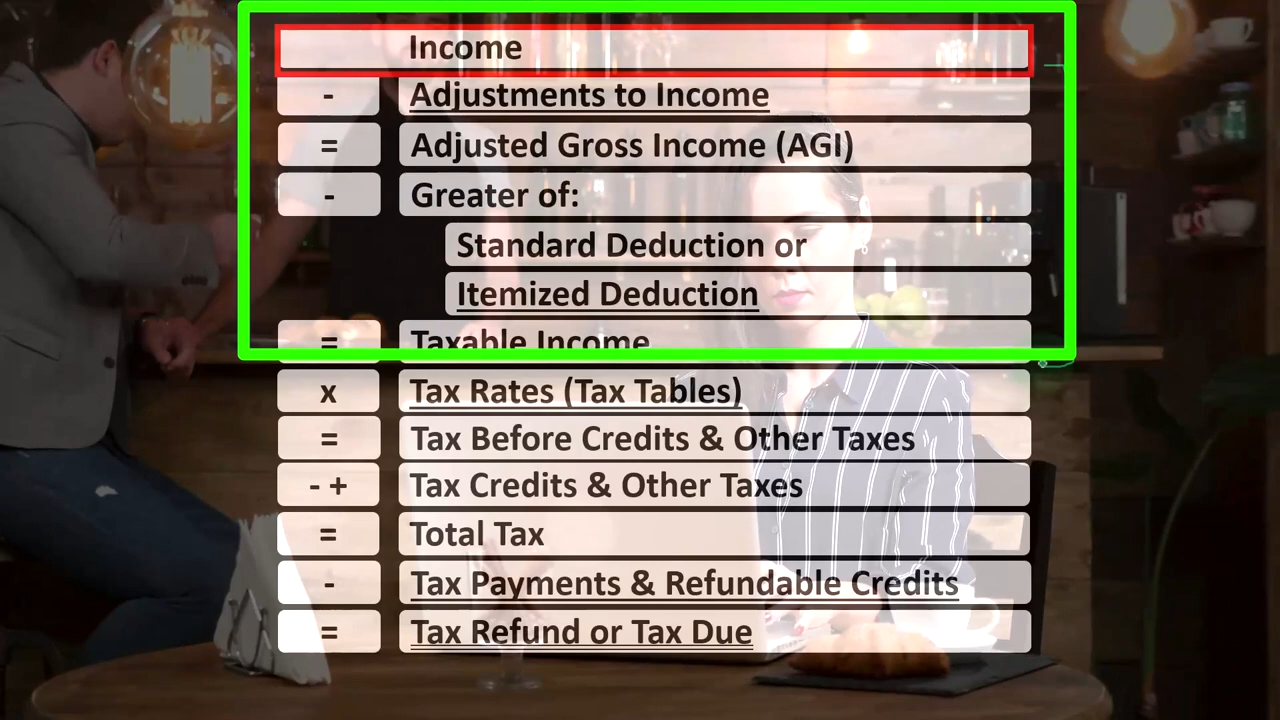 Income
- Adjustments to Income
= Adjusted Gross Income (AGI)
- Greater of:
Standard Deduction or
Itemized Deduction
= Taxable Income
x Tax Rates (Tax Tables)
= Tax Before Credits & Other Taxes
- + Tax Credits & Other Taxes
= Total Tax
- Tax Payments & Refundable Credits
= Tax Refund or Tax Due